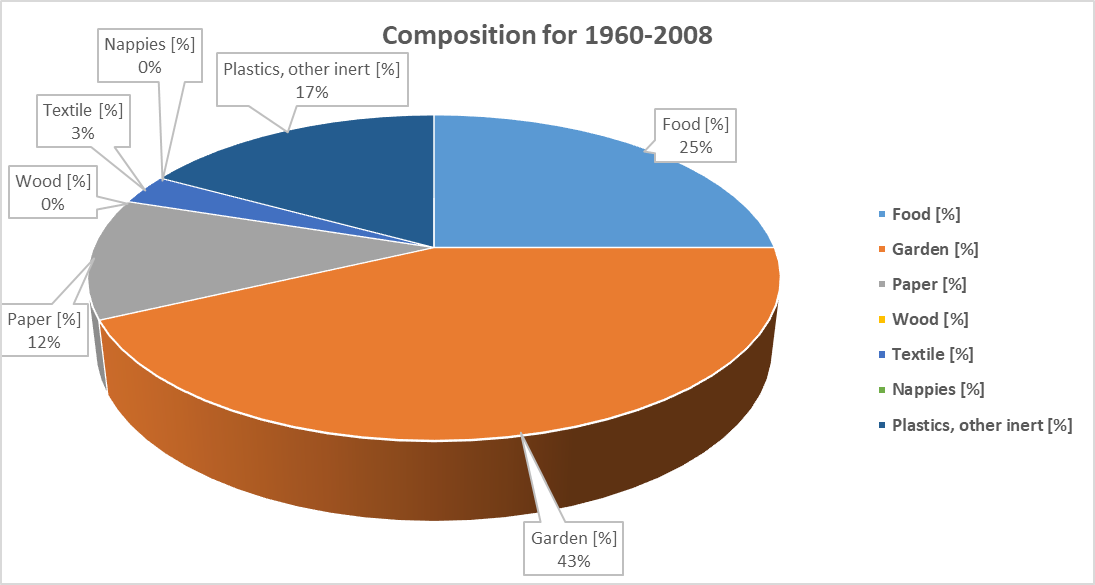 Composition for 1960-2008
Nappies [%]
0%
Plastics, other inert [%]
17%
Textile [%]
3%
Food [%]
25%
Wood [%]
0%
Paper [%]
12%
Garden [%]
43%
Food [%]
Garden [%]
Paper [%]
Wood [%]
Textile [%]
Nappies [%]
Plastics, other inert [%]